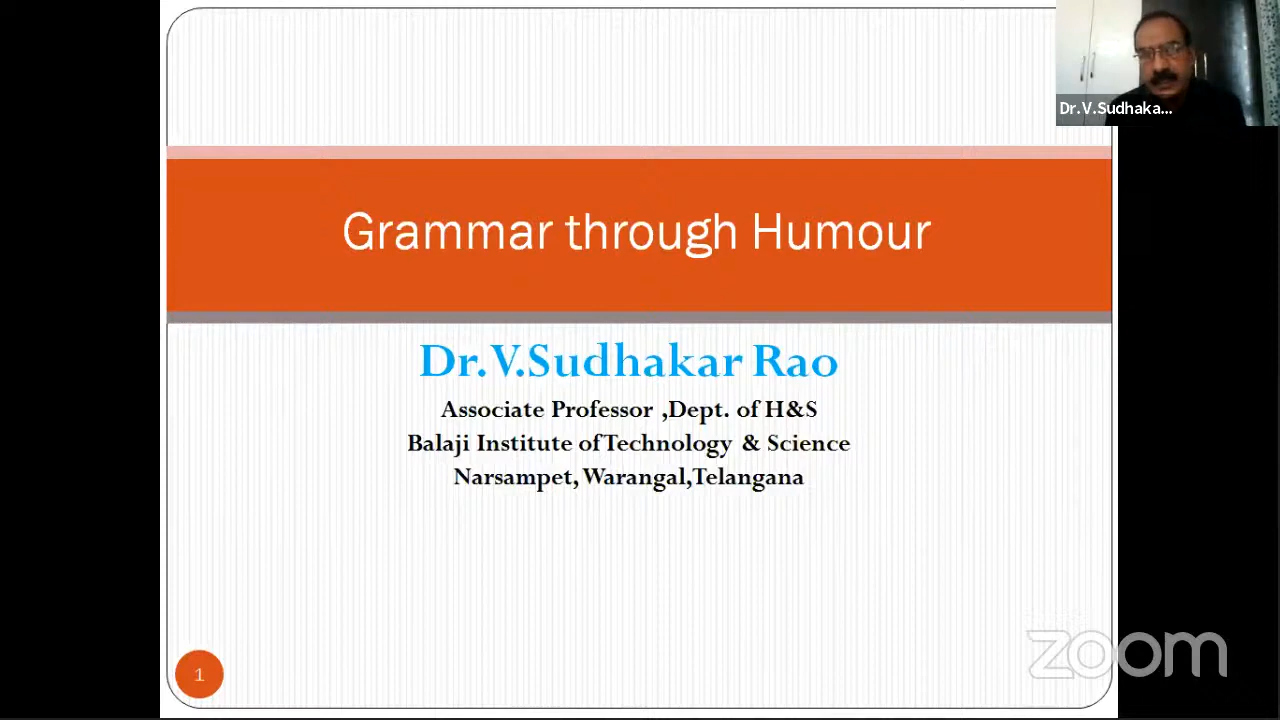 Dr.V.Sudhaka...
Grammar through Humour
Dr.V.Sudhakar Rao
Associate Professor ,Dept. of H&S
Balaji Institute of Technology & Science
Narsampet, Warangal,Telangana
1
zoom